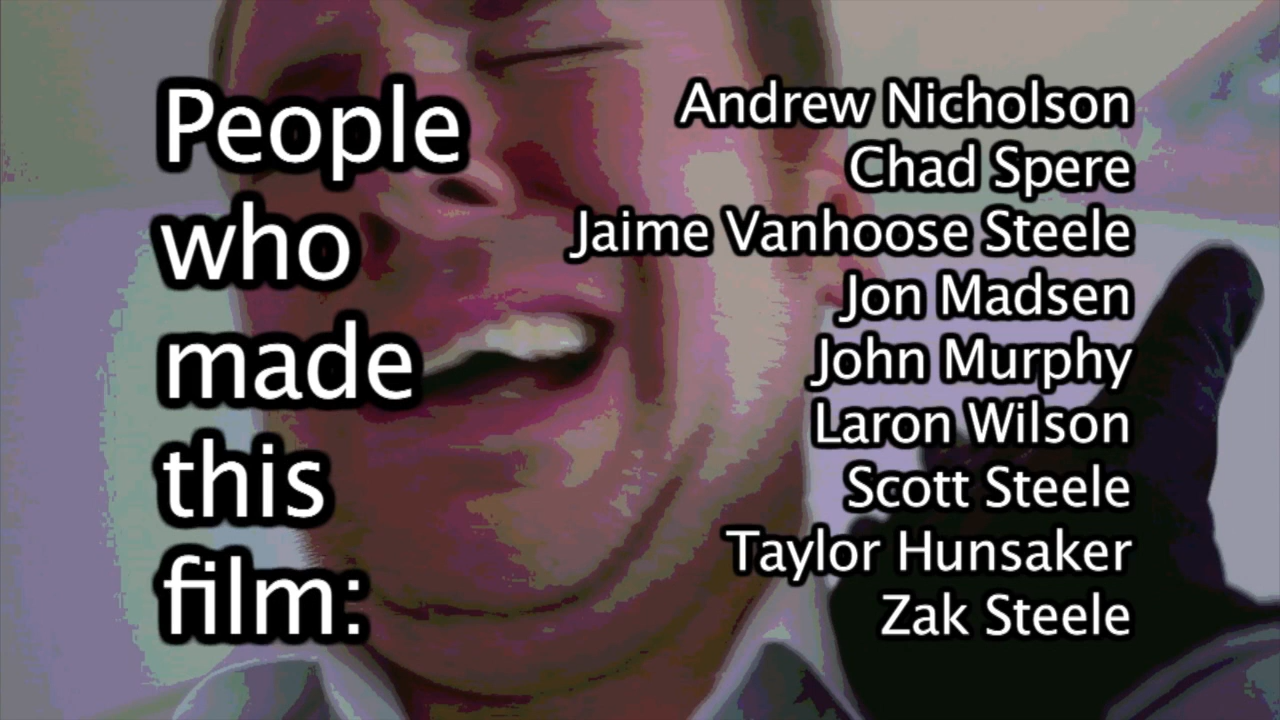 People
who
made
this
film:
Andrew Nicholson
Chad Spere
Jaime Vanhoose Steele
Jon Madsen
John Murphy
Laron Wilson
Scott Steele
Taylor Hunsaker
Zak Steele